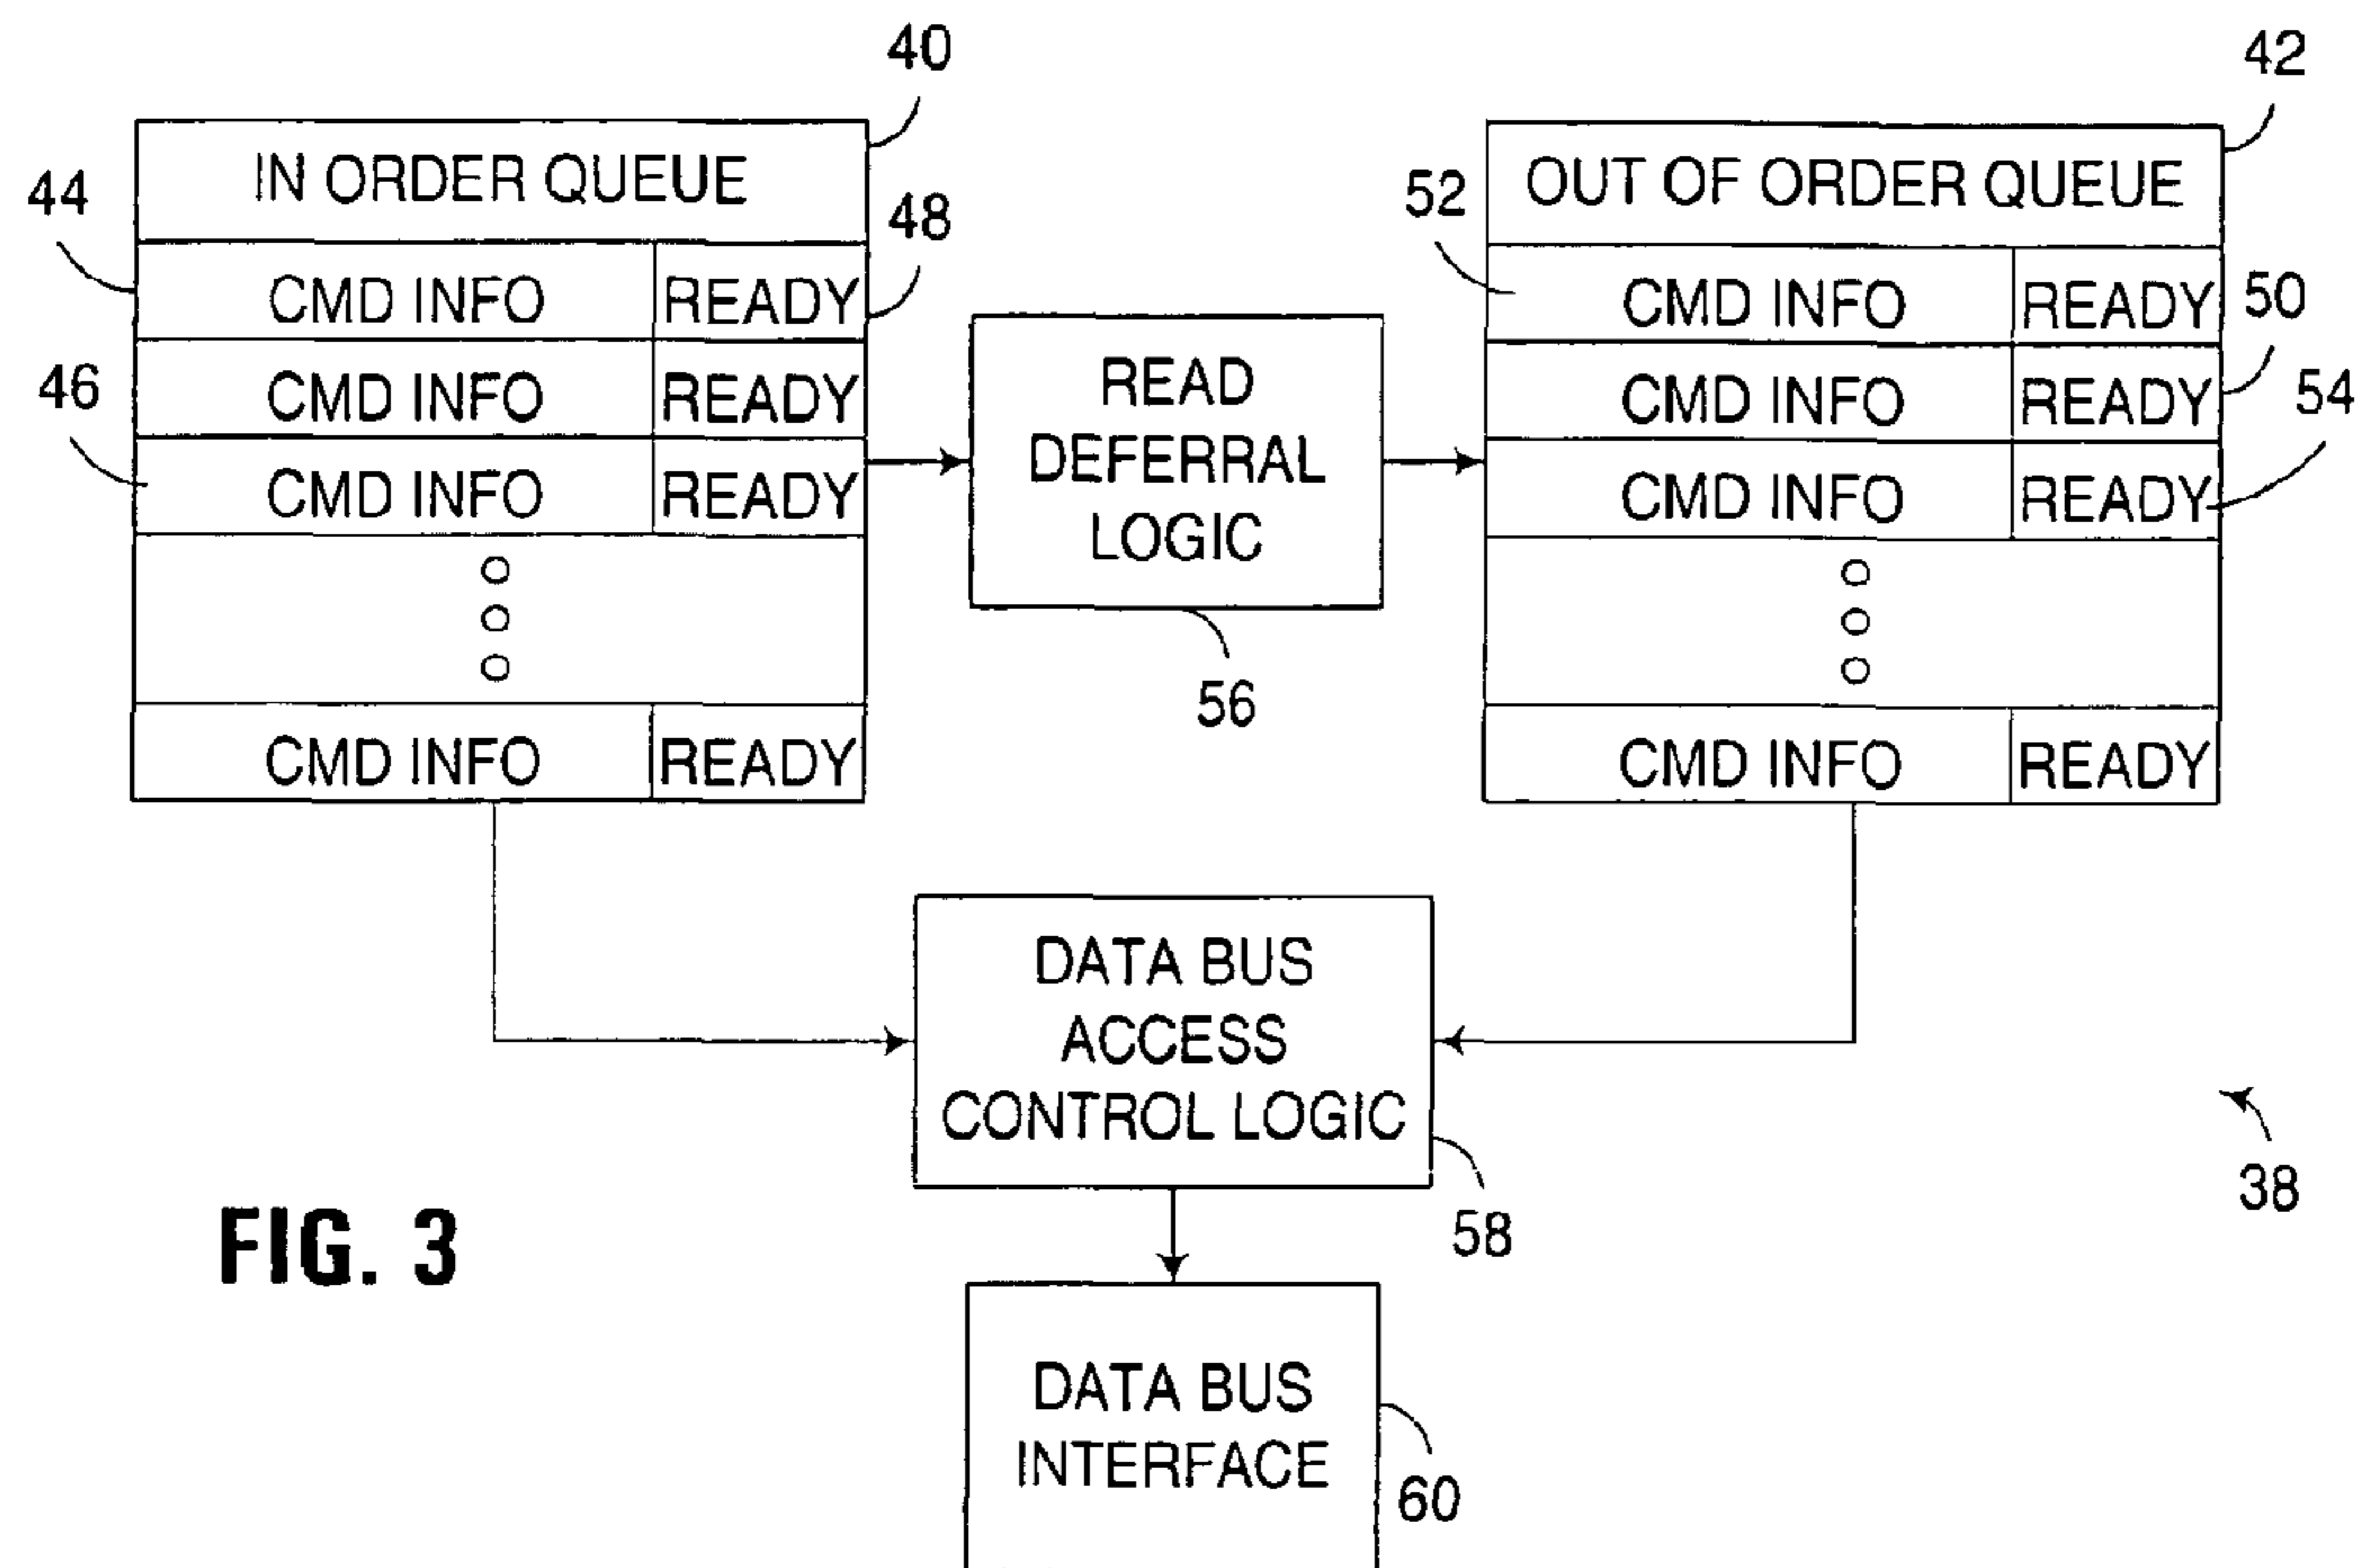 40
42
IN ORDER QUEUE
OUT OF ORDER QUEUE
44
48
52
CMD INFO READY
CMD INFO READY
50
46
CMD INFO READY
CMD INFO READY
54
CMD INFO READY
CMD INFO READY
READ
DEFERRAL
LOGIC
56
CMD INFO READY
CMD INFO READY
DATA BUS
ACCESS
CONTROL LOGIC
58
38
FIG. 3
DATA BUS
INTERFACE
60